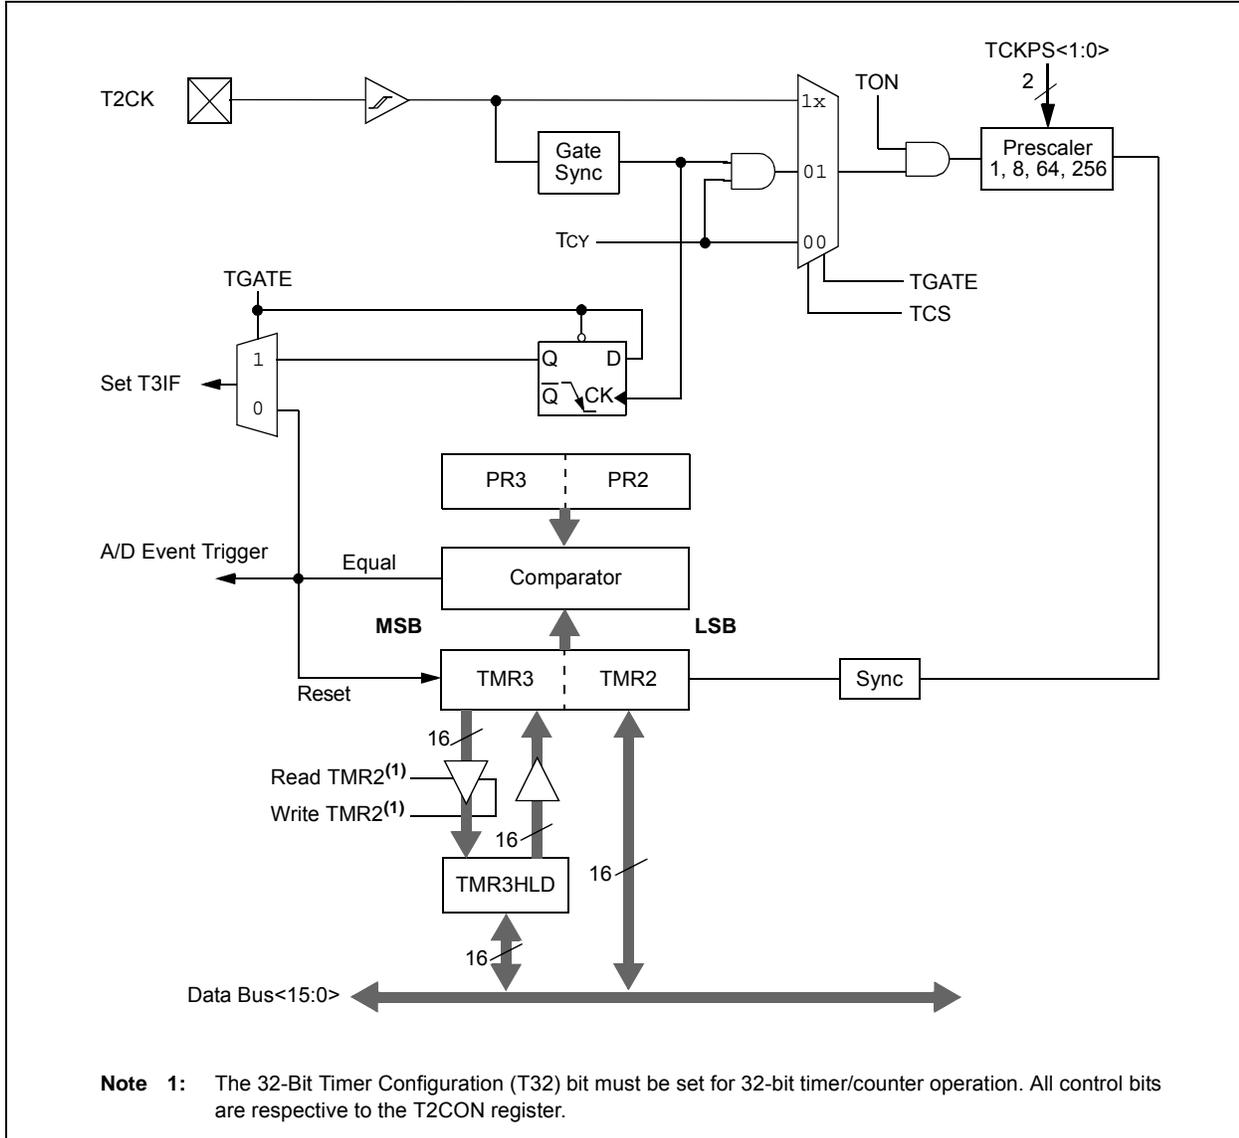 TCKPS<1:0>
2
TON
T2CK
1x
Gate
Sync
Prescaler
1, 8, 64, 256
01
TCY
00
TGATE
TGATE
TCS
1
Q
D
Set T3IF
Q
CK
0
PR3
PR2
A/D Event Trigger
Equal
Comparator
MSB
LSB
TMR3
TMR2
Sync
Reset
16
Read TMR2(1)
Write TMR2(1)
16
16
TMR3HLD
16
Data Bus<15:0>
Note 1: The 32-Bit Timer Configuration (T32) bit must be set for 32-bit timer/counter operation. All control bits
are respective to the T2CON register.